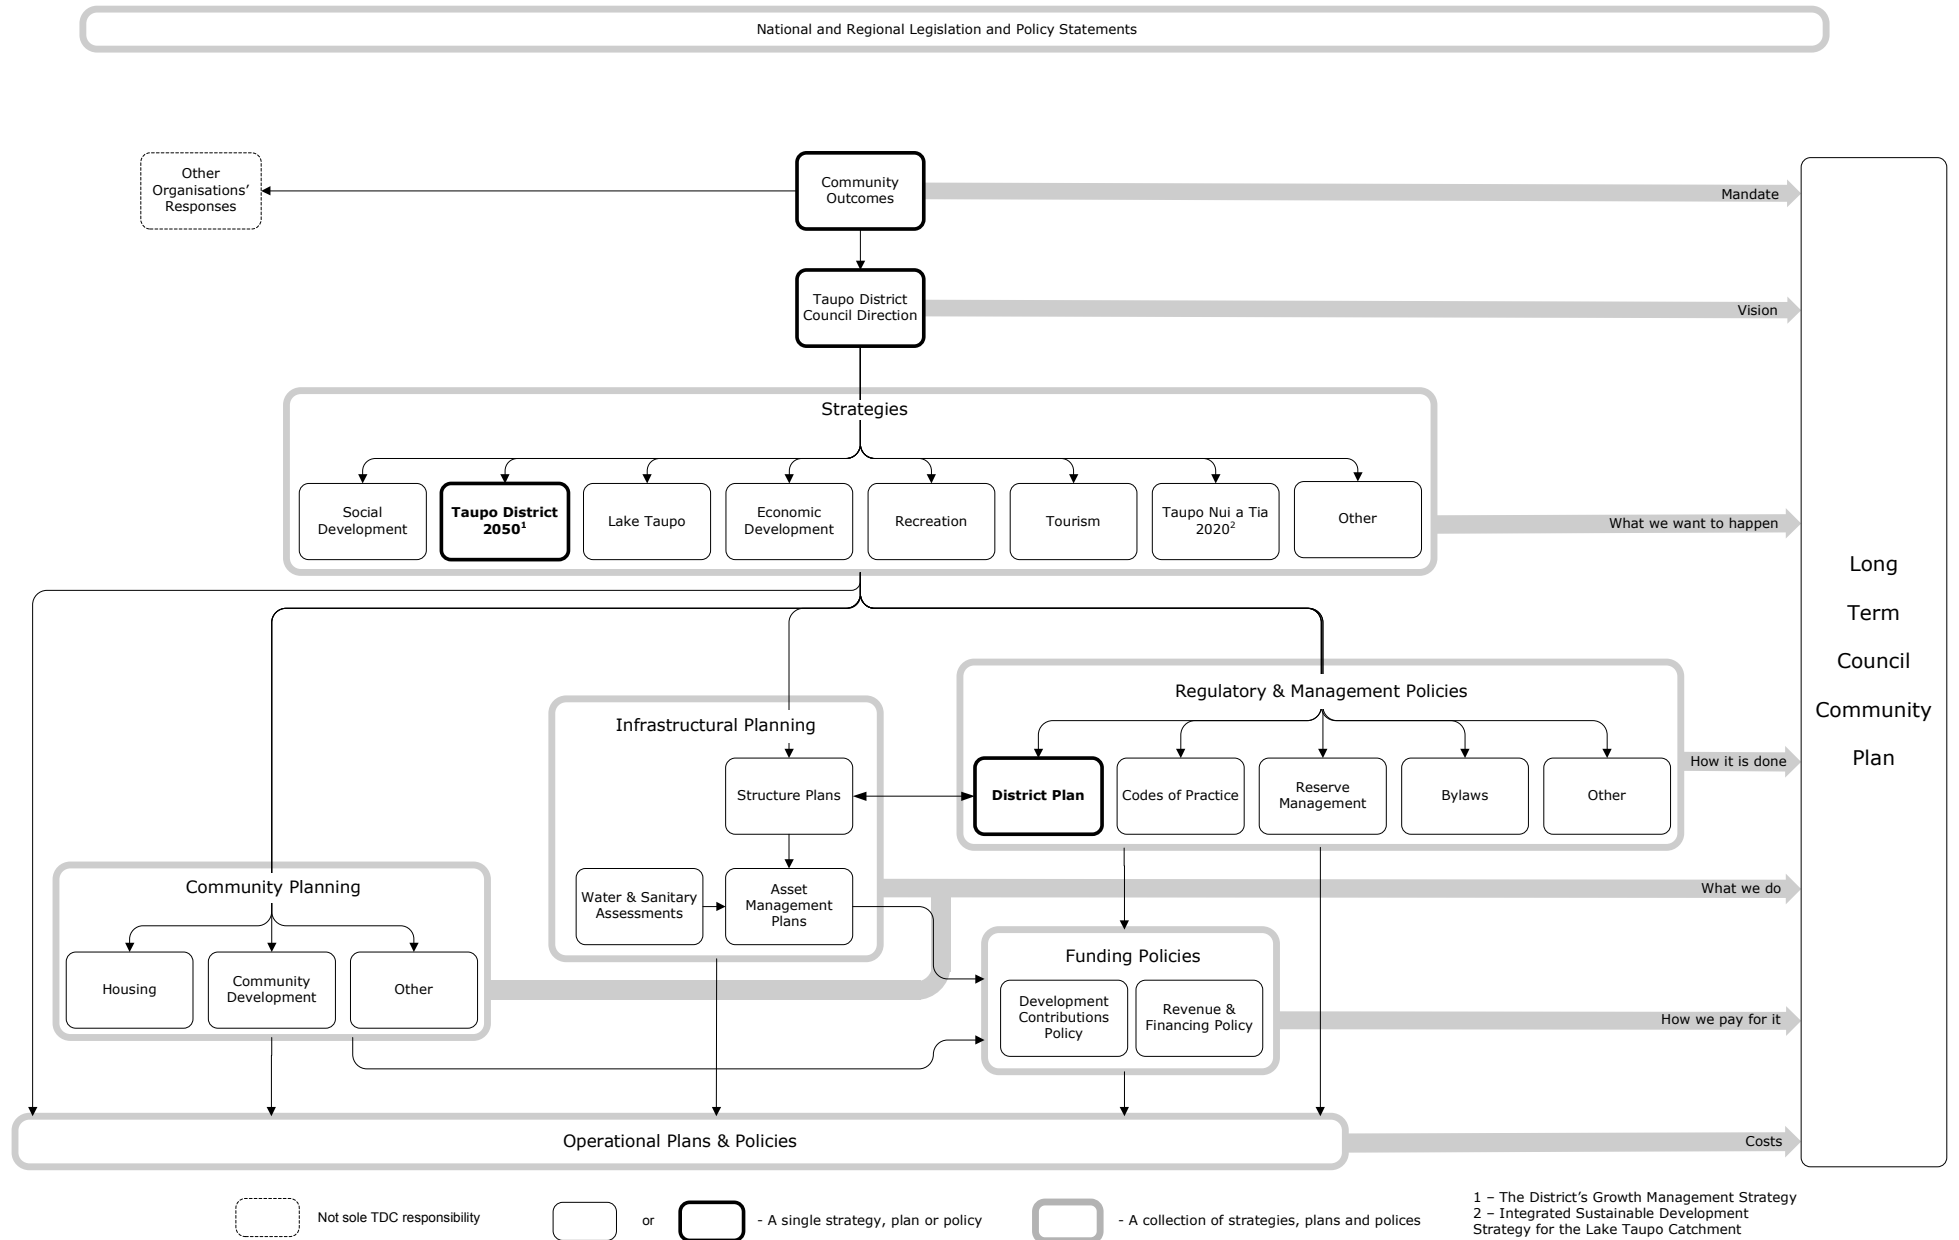 National and Regional Legislation and Policy Statements
Other
Organisations’
Responses
Community
Outcomes
Mandate
Taupo District
Council Direction
Vision
Strategies
Social
Development
Taupo District
2050¹
Lake Taupo
Economic
Development
Recreation
Tourism
Taupo Nui a Tia
2020²
Other
What we want to happen
Long
Term
Council
Community
Plan
Regulatory & Management Policies
Infrastructural Planning
Structure Plans
District Plan
Codes of Practice
Reserve
Management
Bylaws
Other
How it is done
Community Planning
Water & Sanitary
Assessments
Asset
Management
Plans
What we do
Housing
Community
Development
Other
Funding Policies
Development
Contributions
Policy
Revenue &
Financing Policy
How we pay for it
Operational Plans & Policies
Costs
Not sole TDC responsibility
or
- A single strategy, plan or policy
- A collection of strategies, plans and polices
1 – The District’s Growth Management Strategy
2 – Integrated Sustainable Development
Strategy for the Lake Taupo Catchment